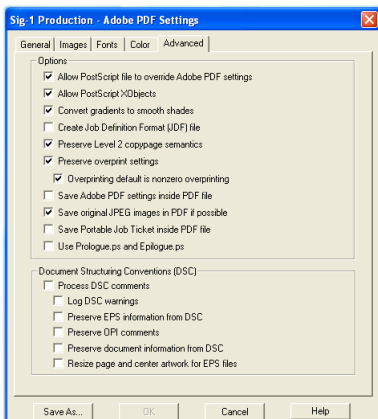 Sig-1 Production - Adobe PDF Settings
General Images Fonts Color Advanced
Options
Allow PostScript file to override Adobe PDF settings
Allow PostScript XObjects
Convert gradients to smooth shades
Create Job Definition Format (JDF) file
Preserve Level 2 copypage semantics
Preserve overprint settings
Overprinting default is nonzero overprinting
Save Adobe PDF settings inside PDF file
Save original JPEG images in PDF if possible
Save Portable Job Ticket inside PDF file
Use Prologue.ps and Epilogue.ps
Document Structuring Conventions (DSC)
Process DSC comments
Log DSC warnings
Preserve EPS information from DSC
Preserve OPI comments
Preserve document information from DSC
Resize page and center artwork for EPS files
Save As... OK Cancel Help